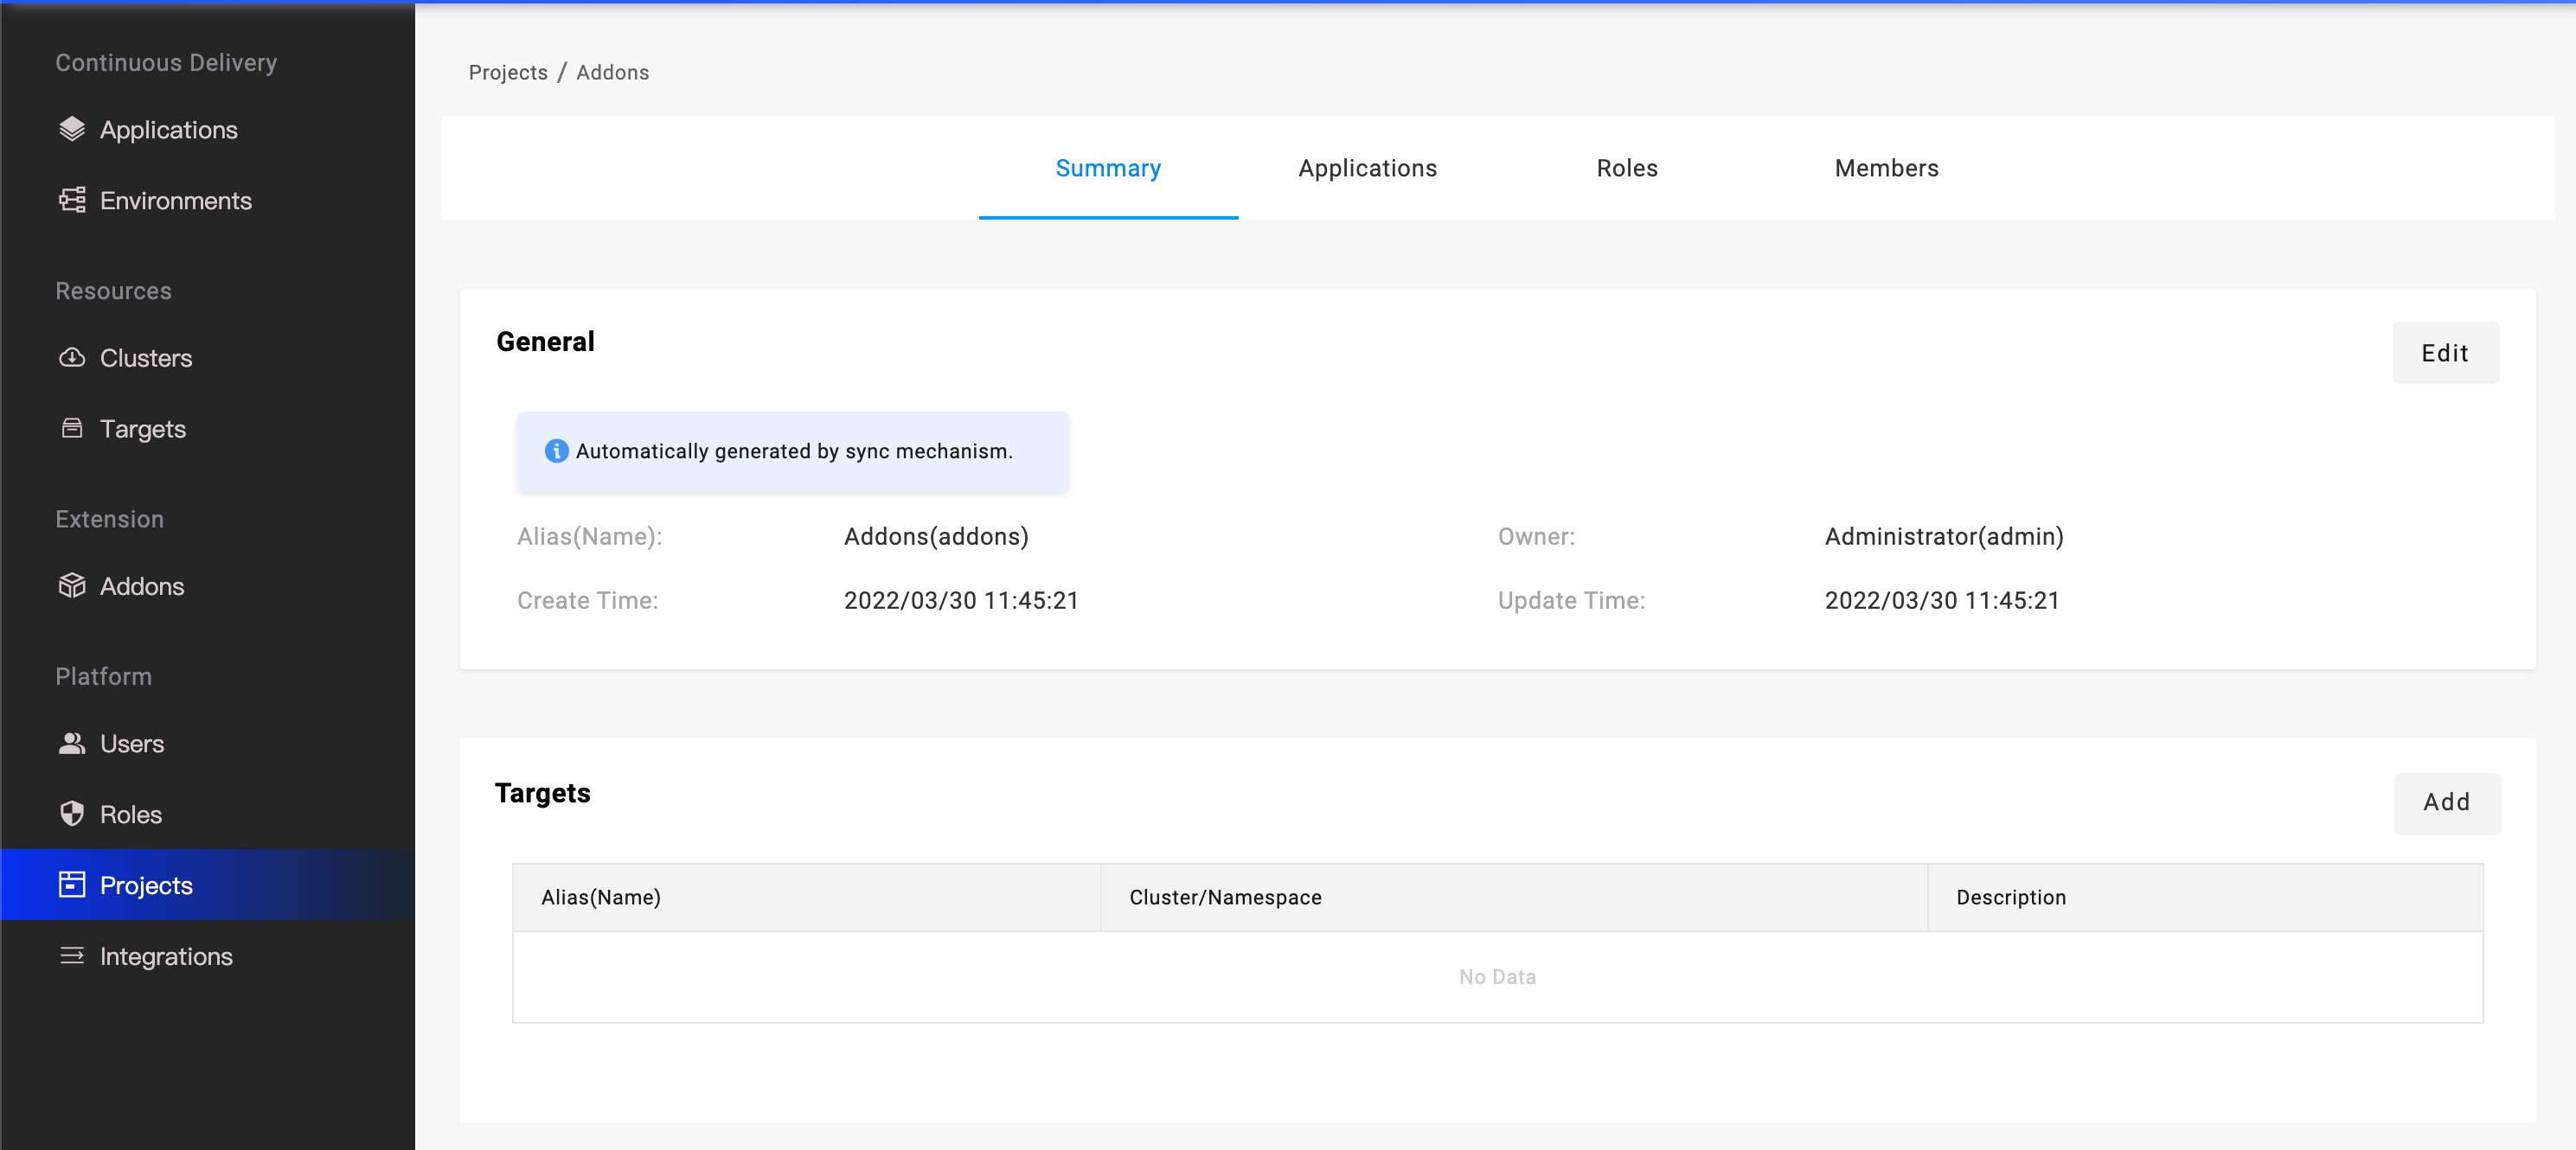 Continuous Delivery
Applications
Environments
Resources
Clusters
Targets
Extension
Addons
Platform
Users
Roles
Projects
Integrations
Projects / Addons
Summary Applications Roles Members
General
Edit
Automatically generated by sync mechanism.
Alias(Name): Addons(addons) Owner: Administrator(admin)
Create Time: 2022/03/30 11:45:21 Update Time: 2022/03/30 11:45:21
Targets
Add
Alias(Name) Cluster/Namespace Description
No Data